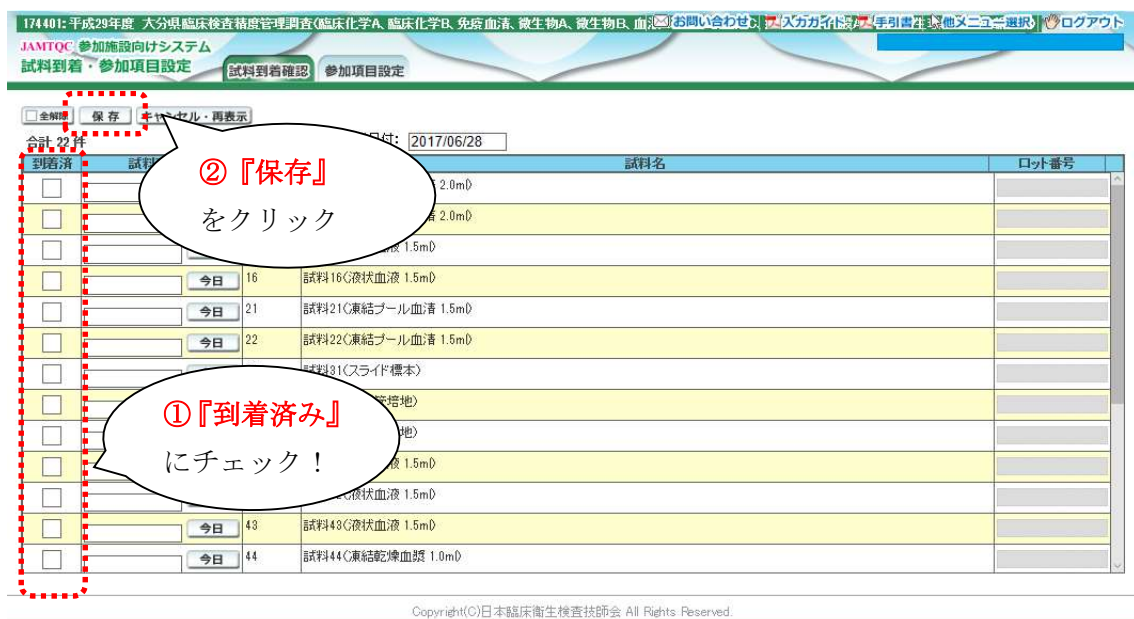 174401: 平成29年度 大分県臨床検査精度管理調査(臨床化学A, 臨床化学B, 免疫血清, 微生物A, 微生物B, 血
お問い合わせ
入力ガイド
手引書
他メニュー選択
ログアウト
JAMTQC 参加施設向けシステム
試料到着・参加項目設定
試料到着確認
参加項目設定
全解除
保存
キャンセル・再表示
合計 22 件
2017/06/28
到着済
試料
試料名
ロット番号
②『保存』
をクリック
2.0ml)
2.0ml)
1.5ml)
今日 16 試料16(液状血液 1.5ml)
今日 21 試料21(凍結プール血清 1.5ml)
今日 22 試料22(凍結プール血清 1.5ml)
試料31(スライド標本)
培地)
地)
1.5ml)
(液状血液 1.5ml)
①『到着済み』
にチェック！
今日 43 試料43(液状血液 1.5ml)
今日 44 試料44(凍結乾燥血漿 1.0ml)
Copyright(C)日本臨床衛生検査技師会 All Rights Reserved.